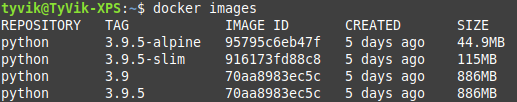 tyvik@TyVik-XPS:~$ docker images
REPOSITORY TAG IMAGE ID CREATED SIZE
python 3.9.5-alpine 95795c6eb47f 5 days ago 44.9MB
python 3.9.5-slim 916173fd88c8 5 days ago 115MB
python 3.9 70aa8983ec5c 5 days ago 886MB
python 3.9.5 70aa8983ec5c 5 days ago 886MB